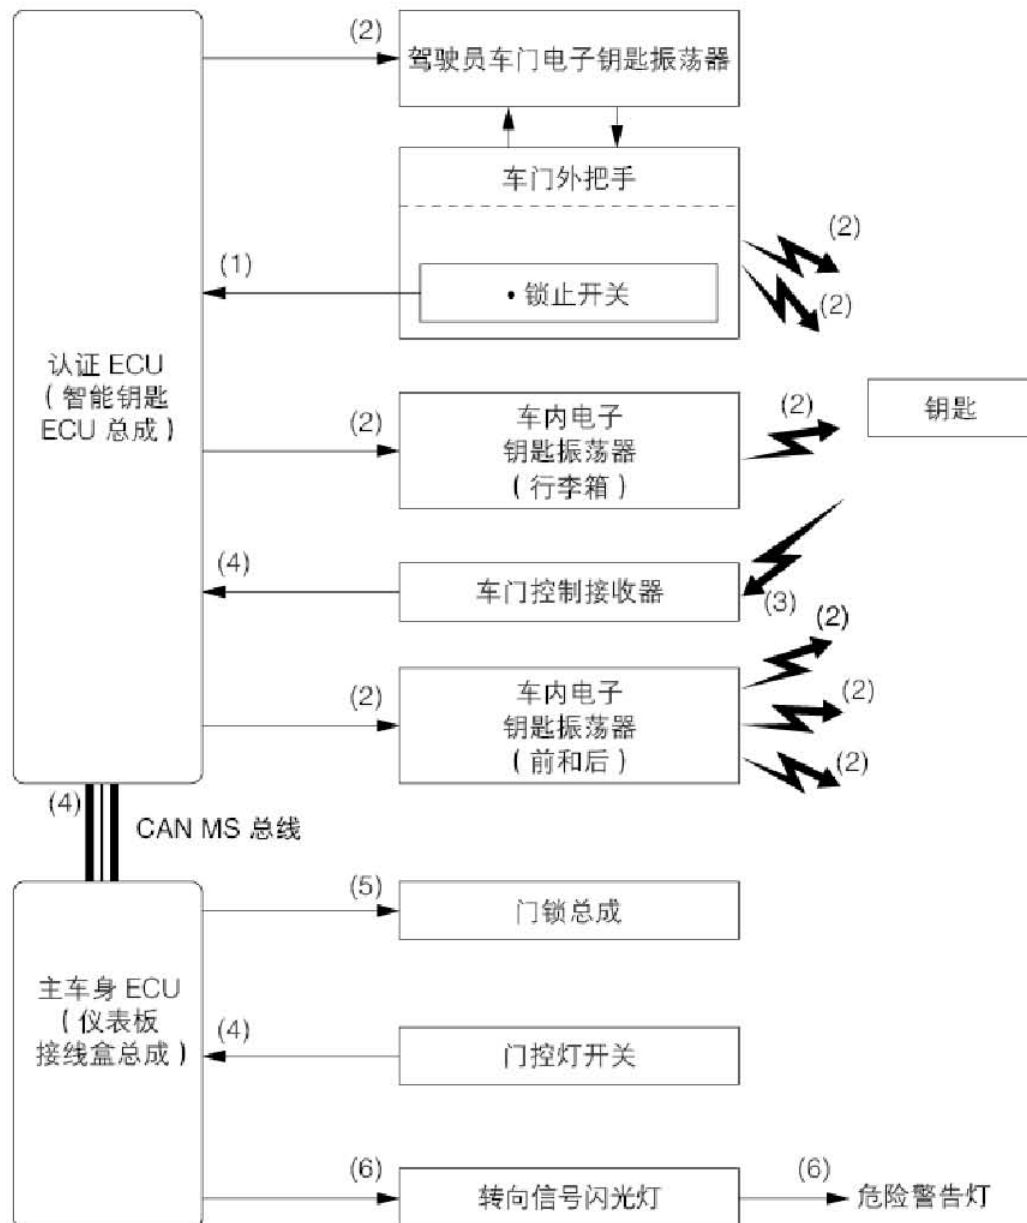 (2)
驾驶员车门电子钥匙振荡器
车门外把手
(2)
(1)
•锁止开关
(2)
认证 ECU
（智能钥匙
ECU 总成）
(2)
车内电子
钥匙振荡器
（行李箱）
(2)
钥匙
(4)
车门控制接收器
(3)
(2)
(2)
车内电子
钥匙振荡器
（前和后）
(2)
(2)
(4)
CAN MS 总线
(5)
门锁总成
主车身 ECU
（仪表板
接线盒总成）
(4)
门控灯开关
(6)
转向信号闪光灯
(6)
危险警告灯